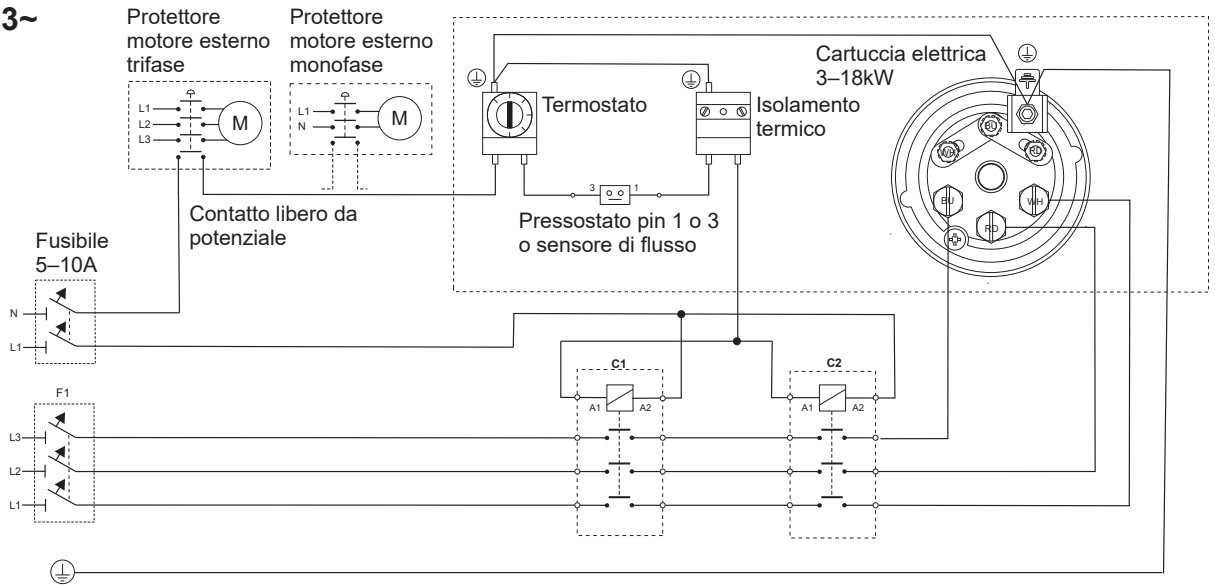 3~
Protettore
motore esterno
trifase
Protettore
motore esterno
monofase
L1
L2
L3
M
L1
N
M
Contatto libero da
potenziale
Termostato
Isolamento
termico
3
1
Pressostato pin 1 o 3
o sensore di flusso
Cartuccia elettrica
3–18kW
BU
WH
RD
BU
WH
RD
Fusibile
5–10A
N
L1
F1
L3
L2
L1
C1
A1
A2
C2
A1
A2